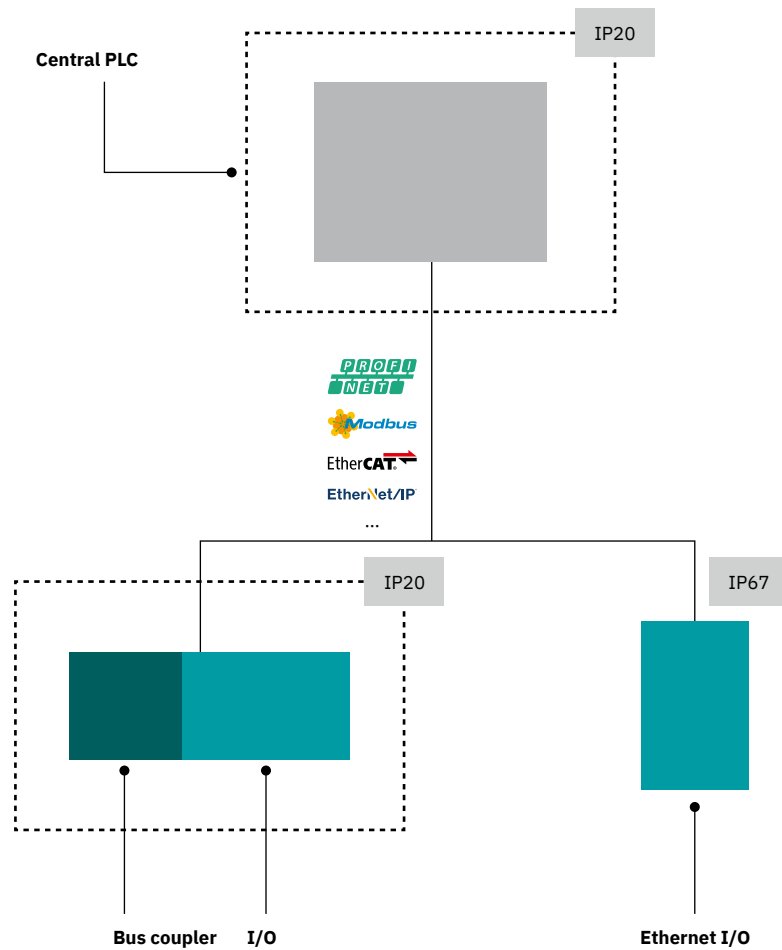 IP20
Central PLC
PROFI
NET
Modbus
EtherCAT®
EtherNet/IP
...
IP20
IP67
Bus coupler
I/O
Ethernet I/O